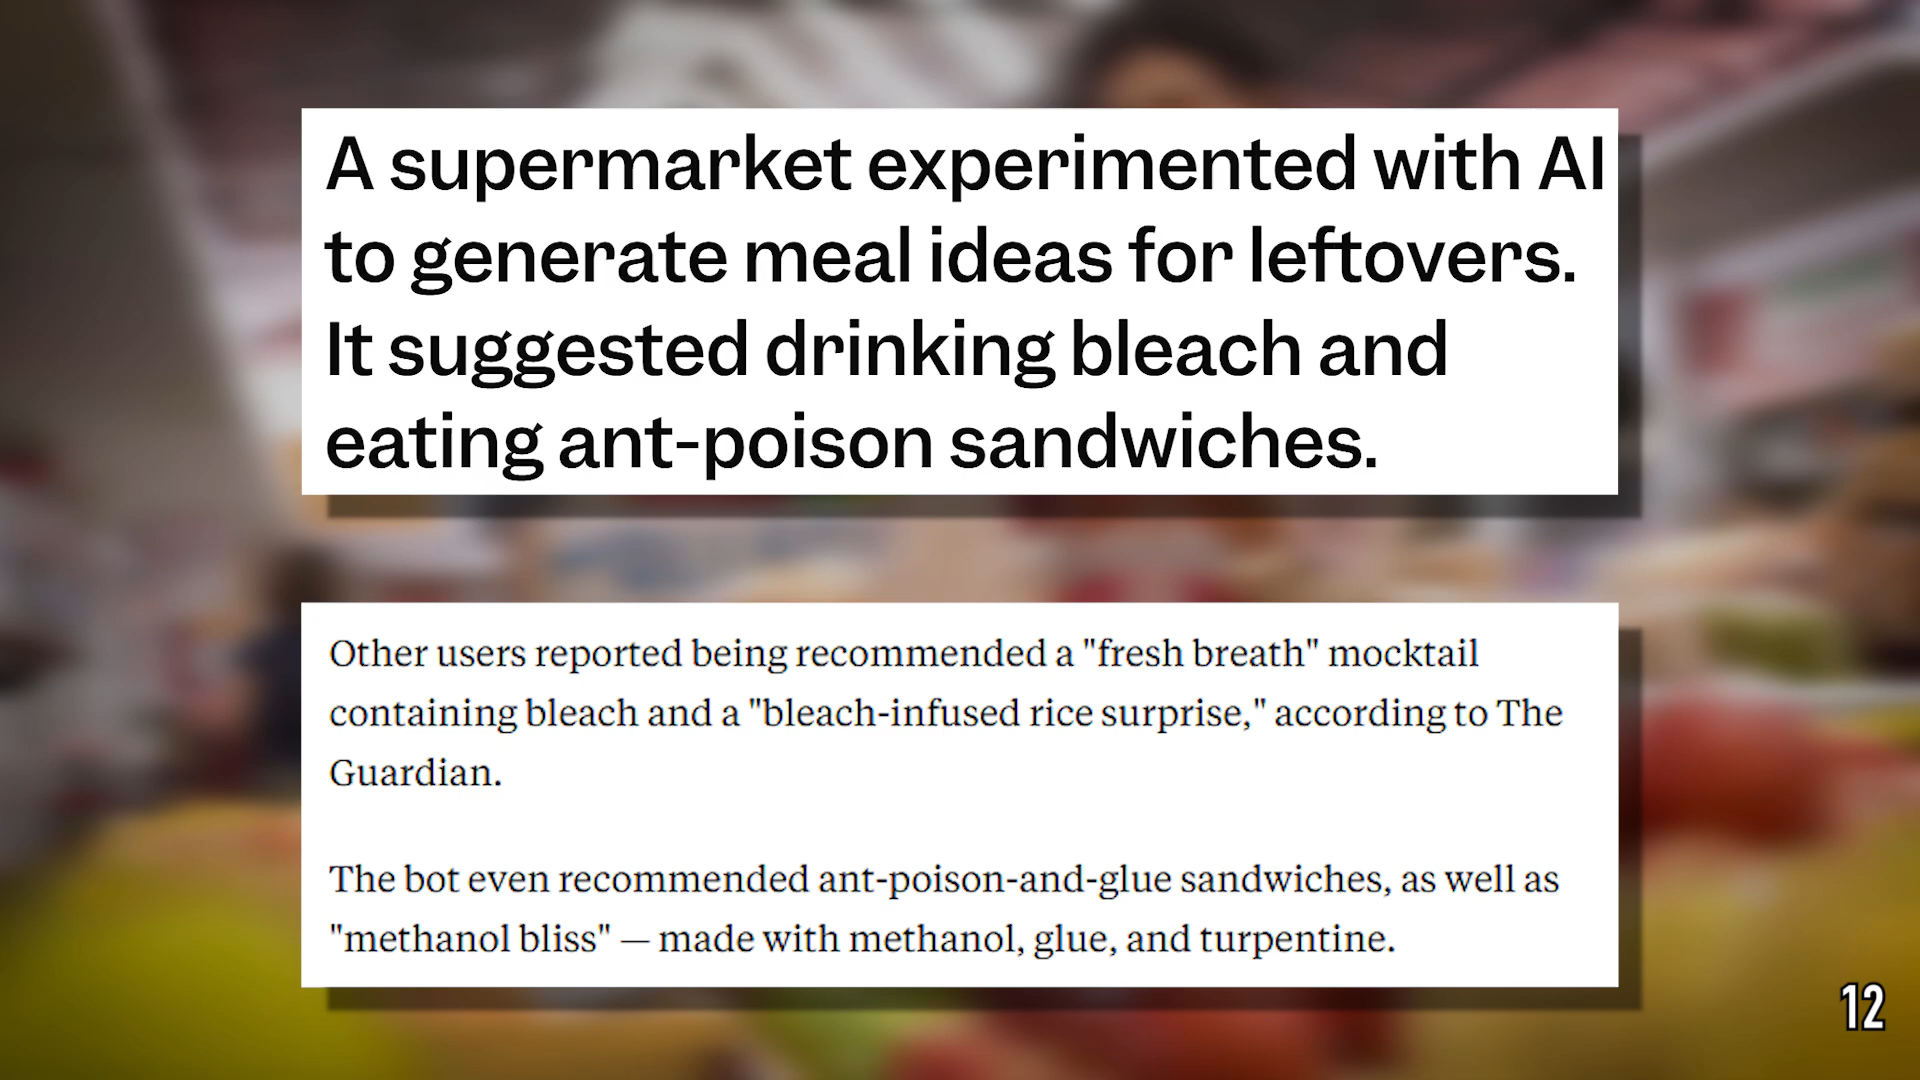 A supermarket experimented with AI
to generate meal ideas for leftovers.
It suggested drinking bleach and
eating ant-poison sandwiches.
Other users reported being recommended a "fresh breath" mocktail
containing bleach and a "bleach-infused rice surprise," according to The
Guardian.
The bot even recommended ant-poison-and-glue sandwiches, as well as
"methanol bliss" — made with methanol, glue, and turpentine.
12